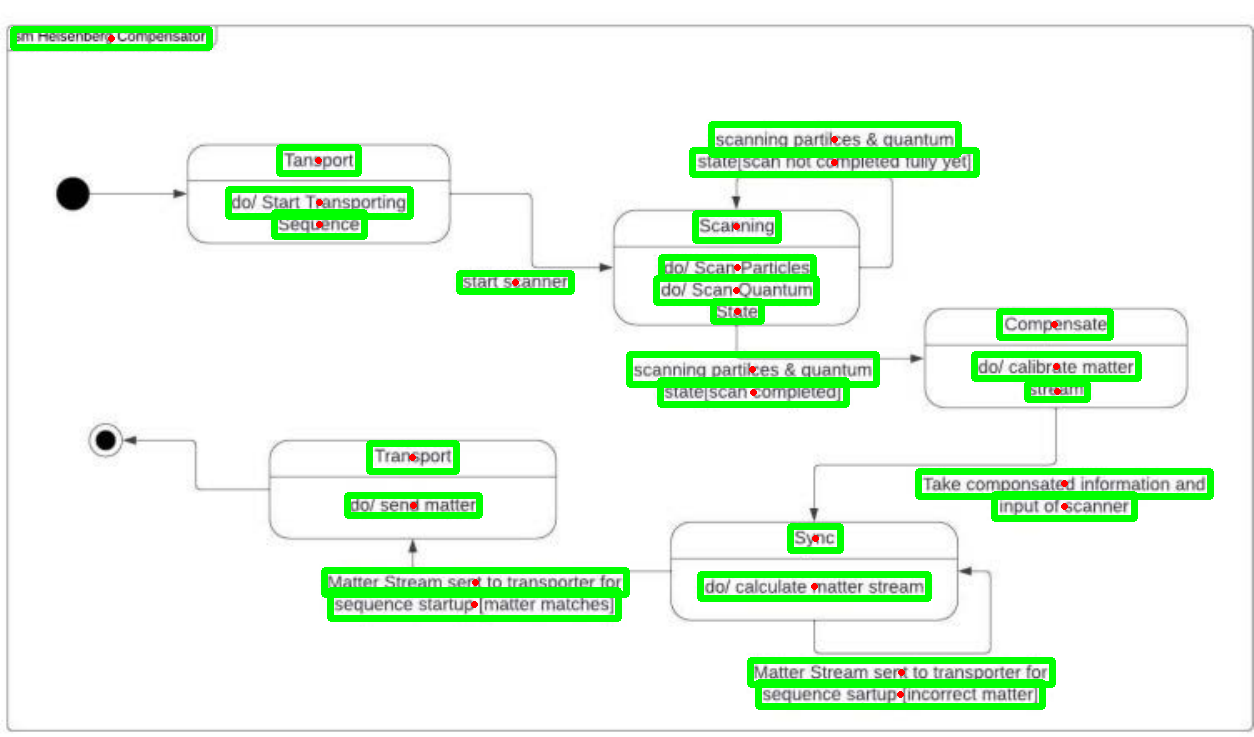 sm Heisenberg Compensator
scanning partilces & quantum
state[scan not completed fully yet]
Tansport
do/ Start Transporting
Sequence
Scanning
do/ Scan Particles
do/ Scan Quantum
State
start scanner
Compensate
do/ calibrate matter
stream
scanning partilces & quantum
state[scan completed]
Transport
do/ send matter
Take componsated information and
input of scanner
Sync
do/ calculate matter stream
Matter Stream sent to transporter for
sequence startup [matter matches]
Matter Stream sent to transporter for
sequence sartup [incorrect matter]